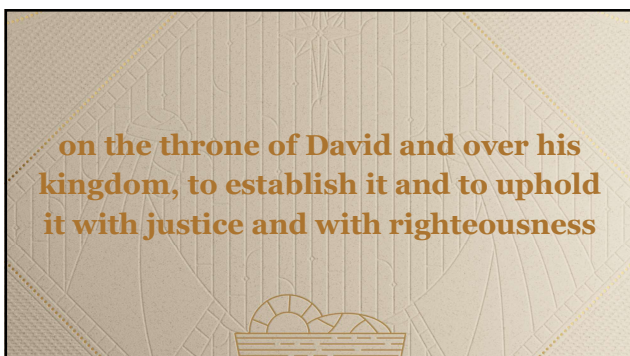 on the throne of David and over his
kingdom, to establish it and to uphold
it with justice and with righteousness